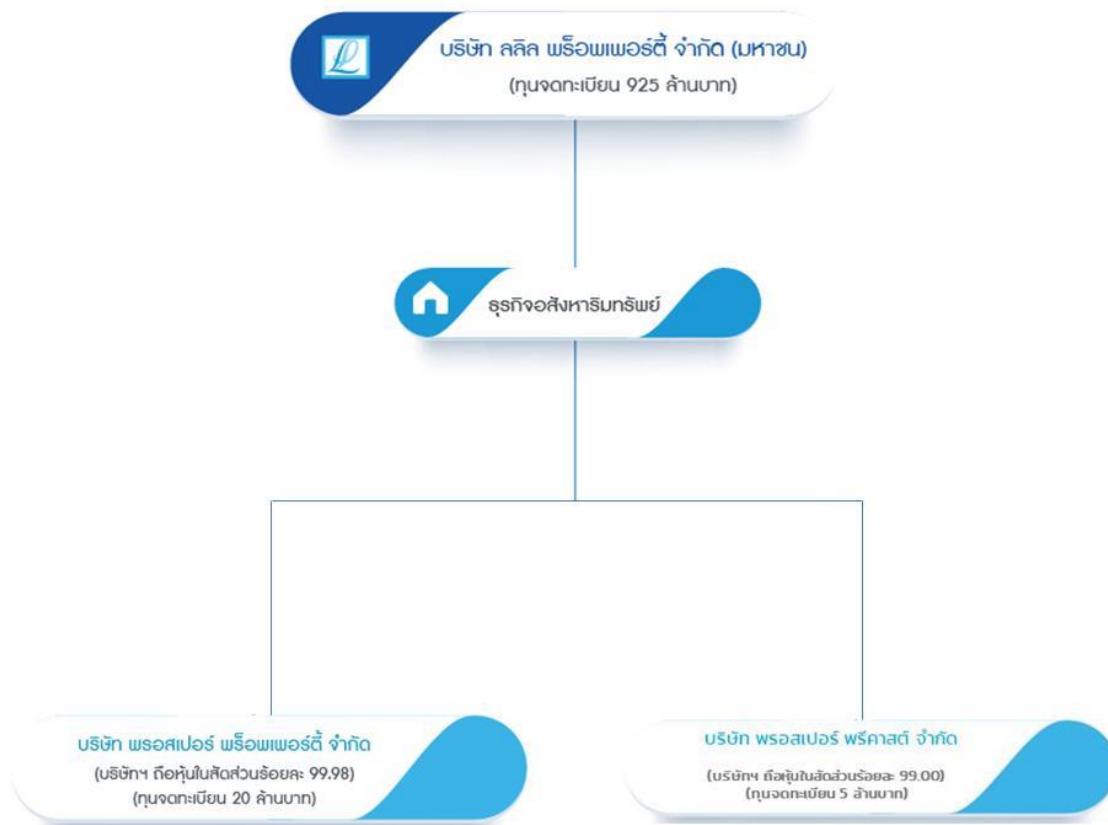 บริษัท ลลิล พร็อพเพอร์ตี้ จำกัด (มหาชน)
(ทุนจดทะเบียน 925 ล้านบาท)
ธุรกิจอสังหาริมทรัพย์
บริษัท พรอสเปอร์ พร็อพเพอร์ตี้ จำกัด
(บริษัทฯ ถือหุ้นในสัดส่วนร้อยละ 99.98)
(ทุนจดทะเบียน 20 ล้านบาท)
บริษัท พรอสเปอร์ พรีคาสต์ จำกัด
(บริษัทฯ ถือหุ้นในสัดส่วนร้อยละ 99.00)
(ทุนจดทะเบียน 5 ล้านบาท)